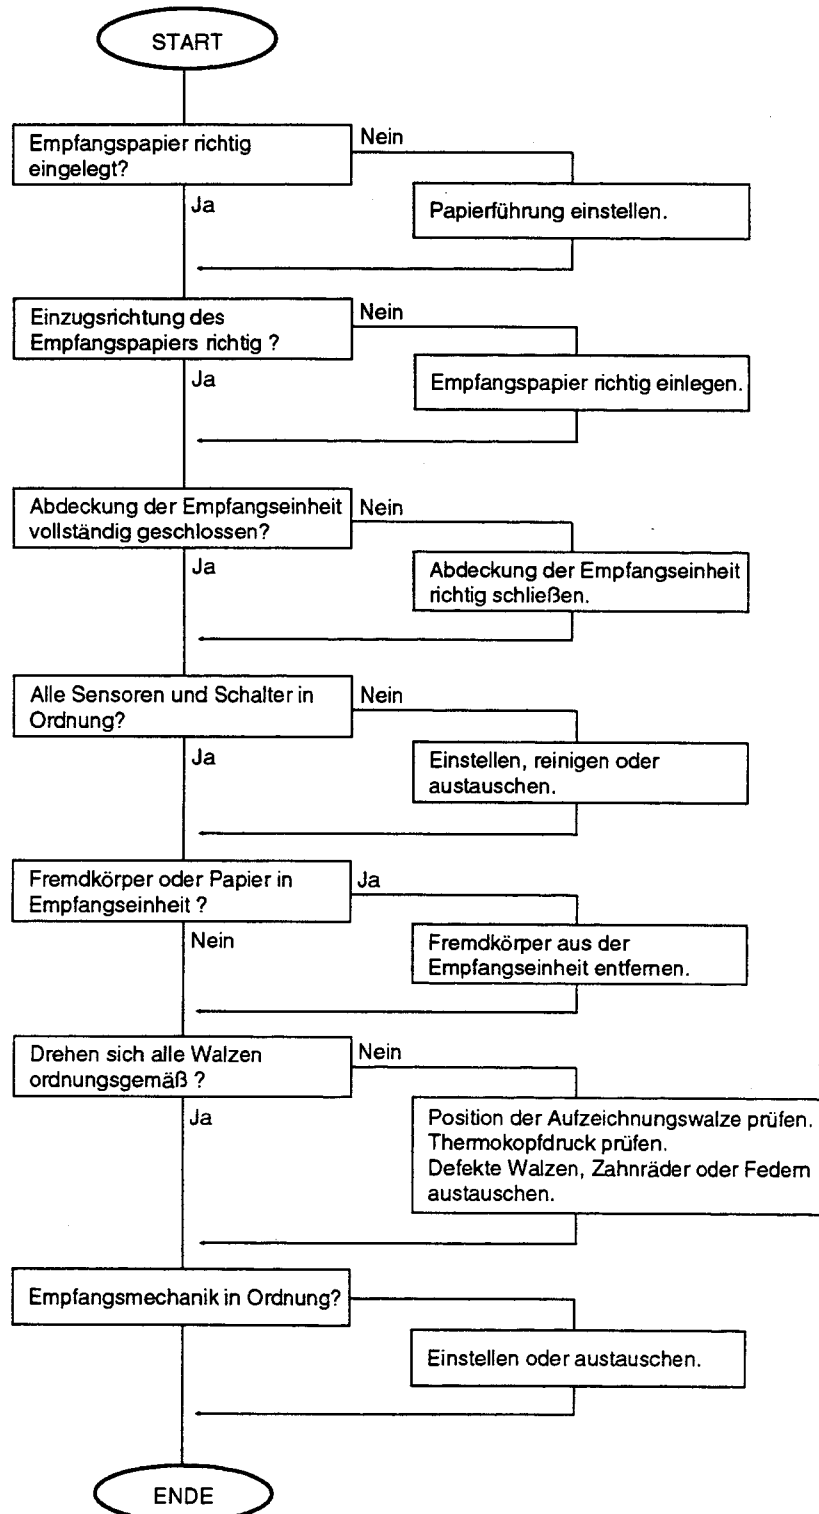 START
Empfangspapier richtig
eingelegt?
Nein
Ja
Papierführung einstellen.
Einzugsrichtung des
Empfangspapiers richtig ?
Nein
Ja
Empfangspapier richtig einlegen.
Abdeckung der Empfangseinheit
vollständig geschlossen?
Nein
Ja
Abdeckung der Empfangseinheit
richtig schließen.
Alle Sensoren und Schalter in
Ordnung?
Nein
Ja
Einstellen, reinigen oder
austauschen.
Fremdkörper oder Papier in
Empfangseinheit ?
Ja
Nein
Fremdkörper aus der
Empfangseinheit entfernen.
Drehen sich alle Walzen
ordnungsgemäß ?
Nein
Ja
Position der Aufzeichnungswalze prüfen.
Thermokopfdruck prüfen.
Defekte Walzen, Zahnräder oder Federn
austauschen.
Empfangsmechanik in Ordnung?
Einstellen oder austauschen.
ENDE